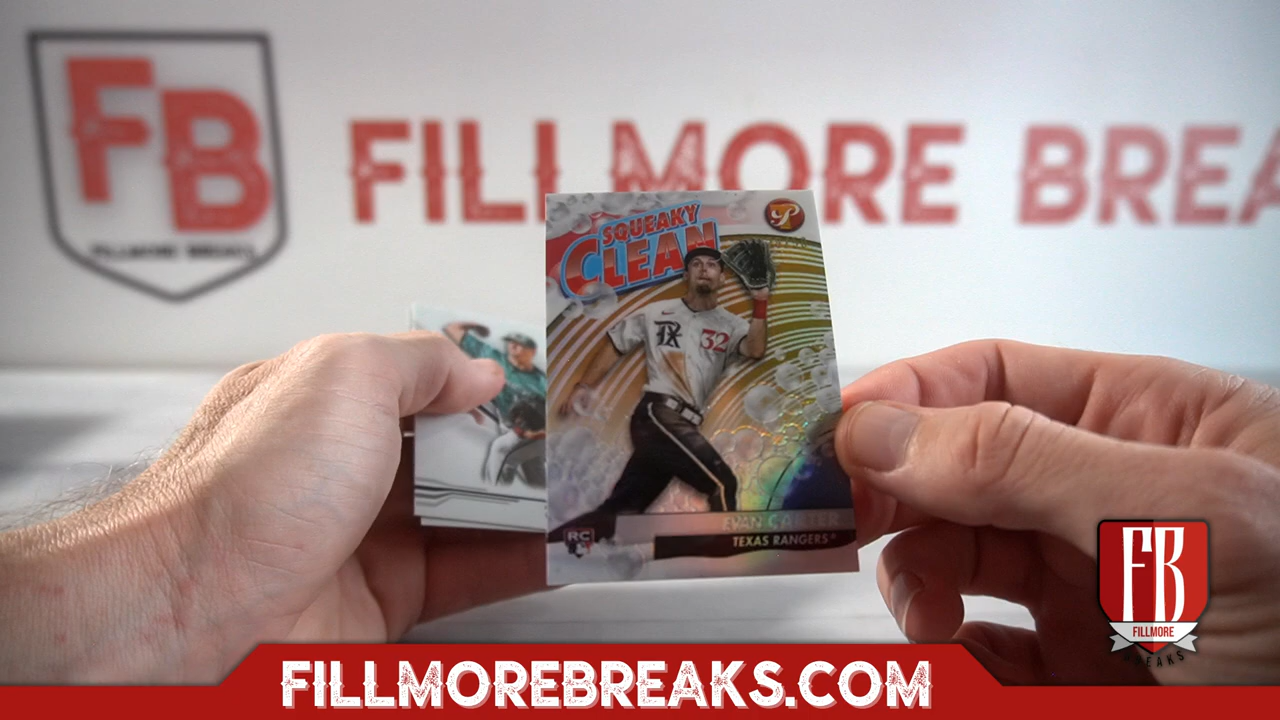 FB
FILLMORE BREAKS
FILLMORE BREA
SQUEAKY
CLEAN
P
TX 32
EVAN CARTER
RC
TEXAS RANGERS
FB
FILLMORE
BREAKS
FILLMOREBREAKS.COM